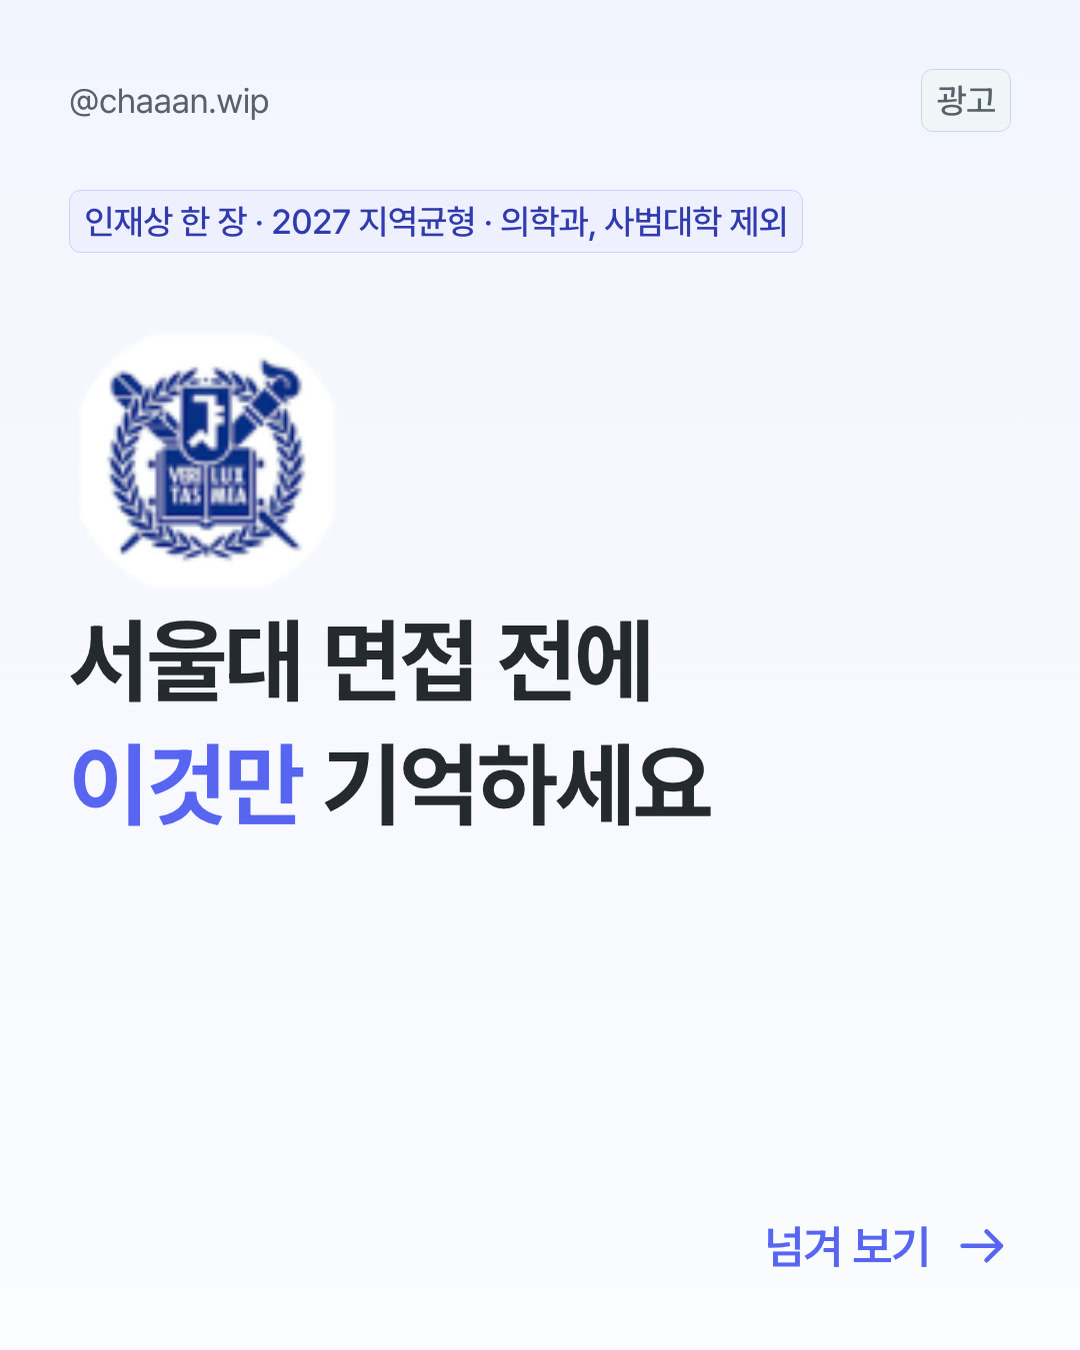 @chaaan.wip
광고
인재상 한 장 · 2027 지역균형 · 의학과, 사범대학 제외
VERI LUX
TAS MEA
서울대 면접 전에
이것만 기억하세요
넘겨 보기 →